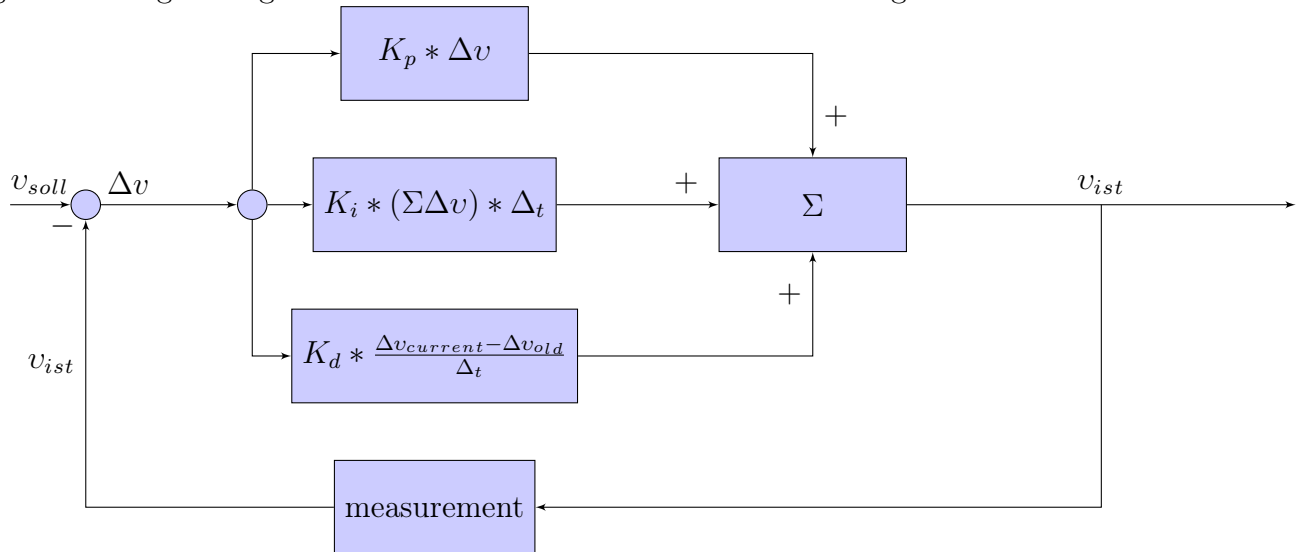 K_p * Δv
+
v_soll
Δv
K_i * (ΣΔv) * Δ_t
+
Σ
v_ist
−
+
K_d * (Δv_current − Δv_old) / Δ_t
v_ist
measurement